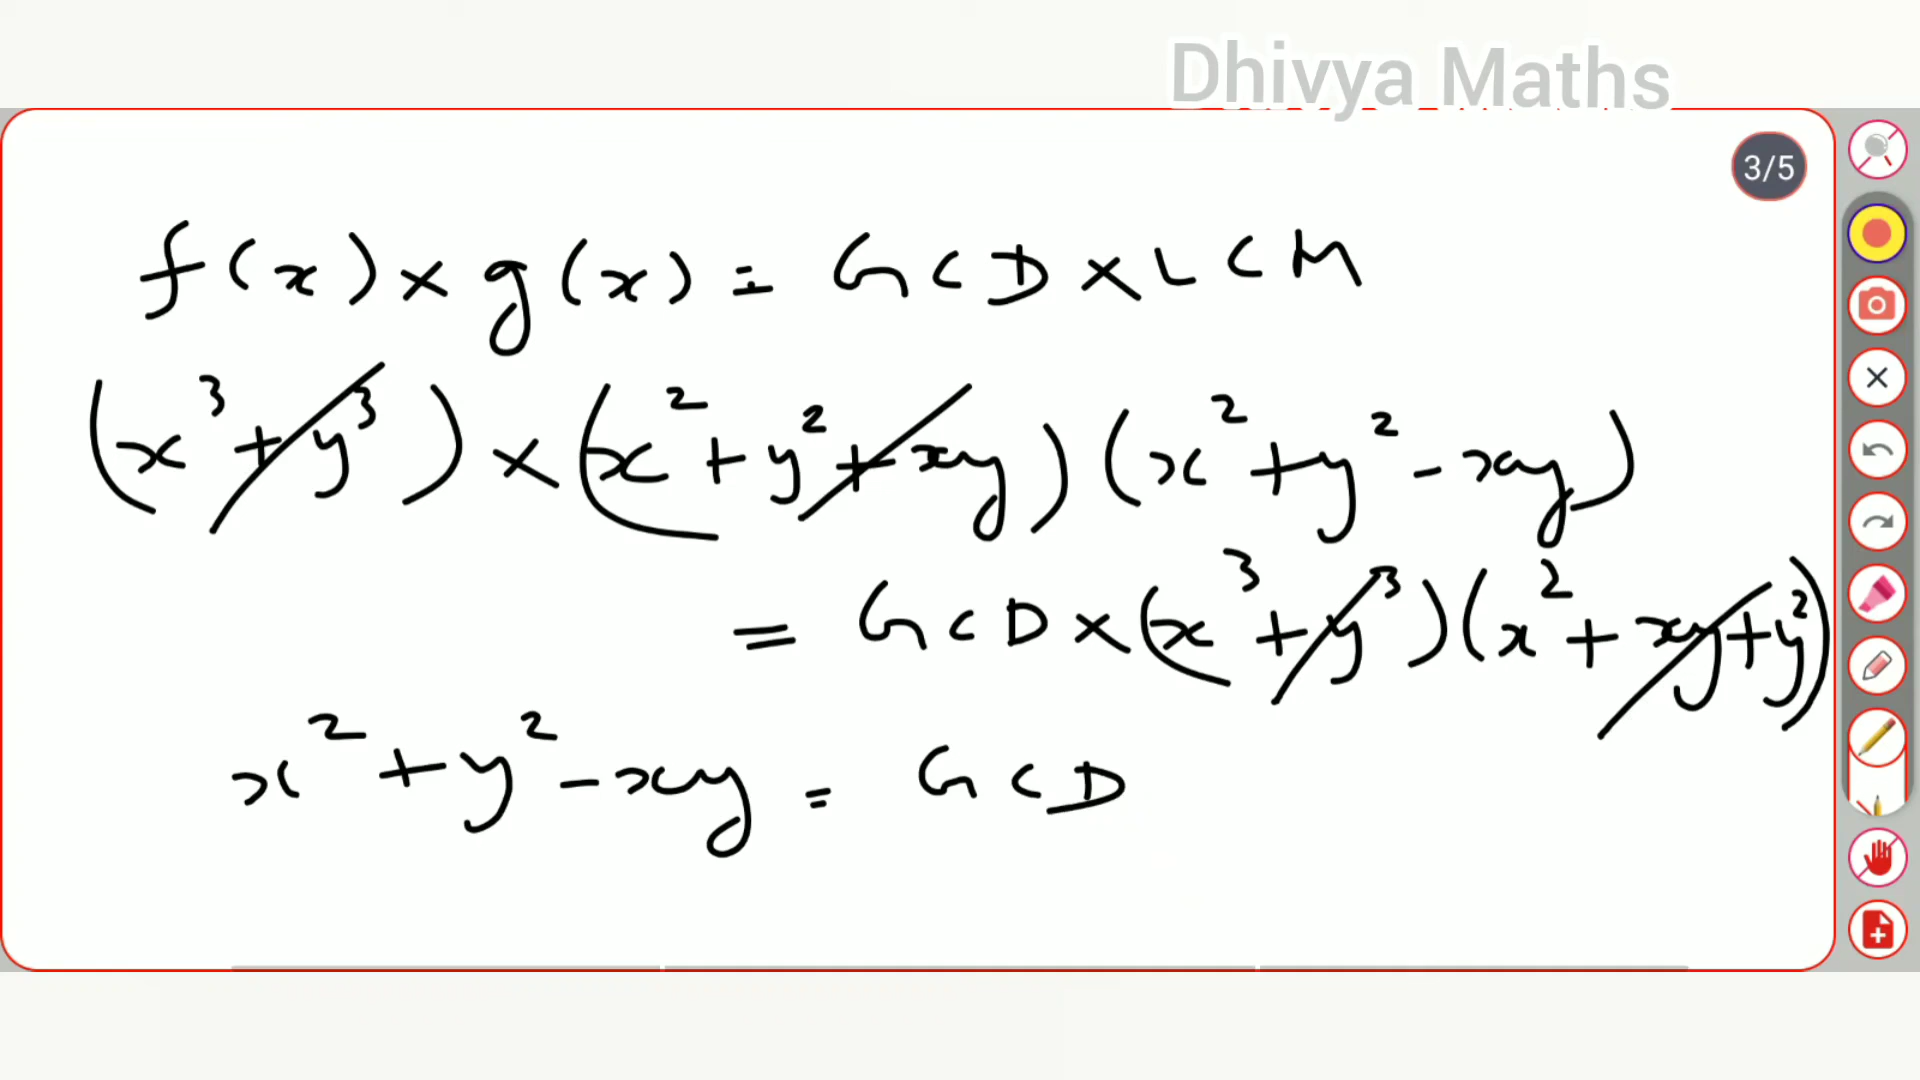 Dhivya Maths
3/5
f(x) × g(x) = GCD × LCM
(x³ + y³) × (x² + y² + xy) (x² + y² - xy)
= GCD × (x³ + y³) (x² + xy + y²)
x² + y² - xy = GCD